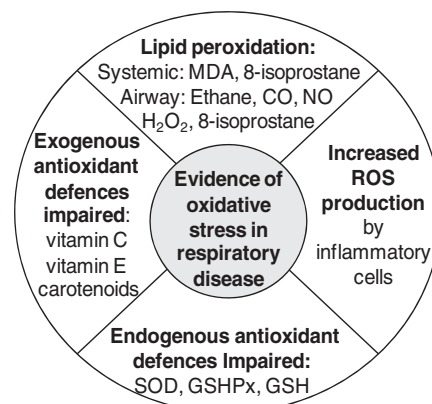 Lipid peroxidation:
Systemic: MDA, 8-isoprostane
Airway: Ethane, CO, NO
H₂O₂, 8-isoprostane
Exogenous
antioxidant
defences
impaired:
vitamin C
vitamin E
carotenoids
Evidence of
oxidative
stress in
respiratory
disease
Increased
ROS
production
by
inflammatory
cells
Endogenous antioxidant
defences Impaired:
SOD, GSHPx, GSH